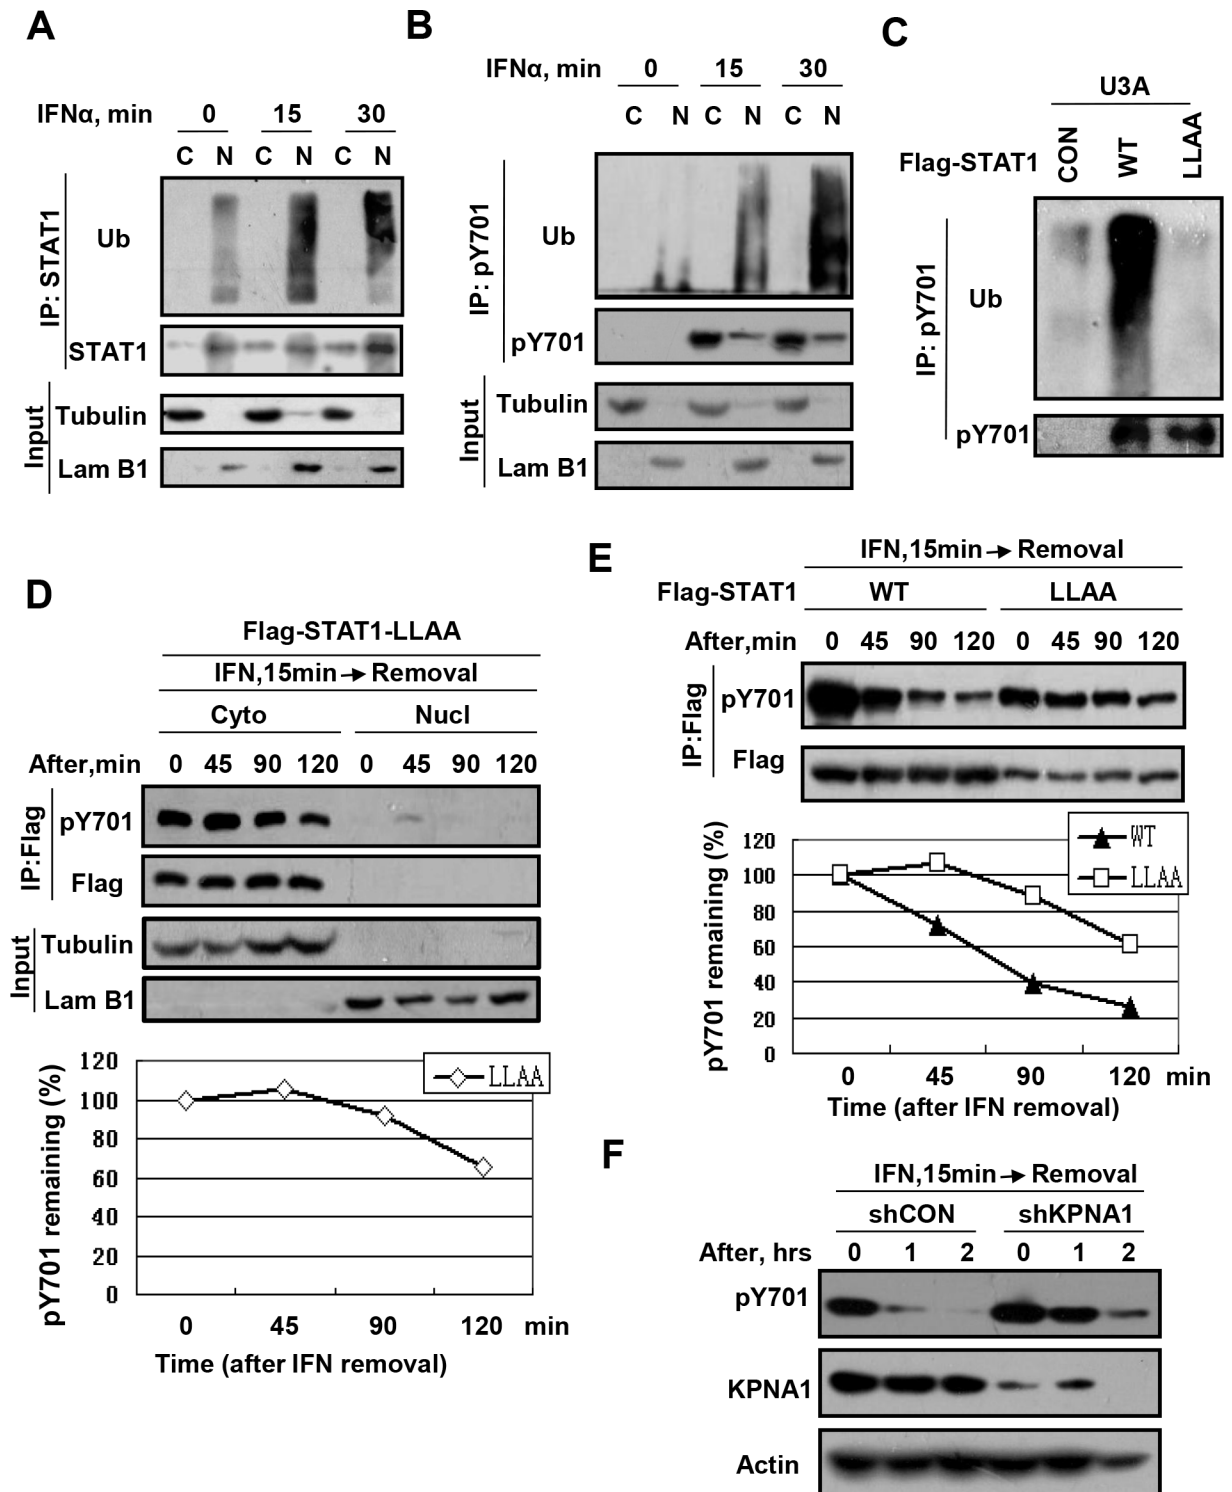 A
IFNα, min 0 15 30
C N C N C N
IP: STAT1
Ub
STAT1
Input
Tubulin
Lam B1
B
IFNα, min 0 15 30
C N C N C N
IP: pY701
Ub
pY701
Input
Tubulin
Lam B1
C
U3A
Flag-STAT1 CON WT LLAA
IP: pY701
Ub
pY701
D
Flag-STAT1-LLAA
IFN,15min→Removal
Cyto Nucl
After,min 0 45 90 120 0 45 90 120
IP:Flag
pY701
Flag
Input
Tubulin
Lam B1
pY701 remaining (%)
120
100
80
60
40
20
0
LLAA
0 45 90 120 min
Time (after IFN removal)
E
IFN,15min→Removal
Flag-STAT1 WT LLAA
After,min 0 45 90 120 0 45 90 120
IP:Flag
pY701
Flag
pY701 remaining (%)
120
100
80
60
40
20
0
WT
LLAA
0 45 90 120 min
Time (after IFN removal)
F
IFN,15min→Removal
shCON shKPNA1
After, hrs 0 1 2 0 1 2
pY701
KPNA1
Actin